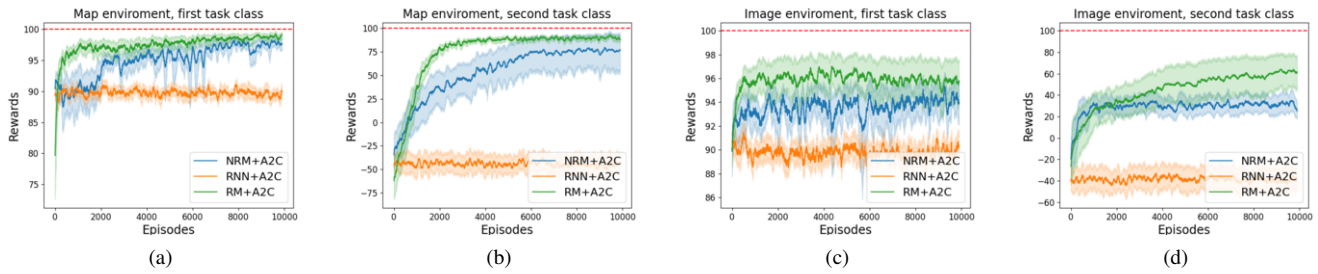 Map enviroment, first task class
100
95
90
85
80
75
0
2000
4000
6000
8000
10000
Rewards
Episodes
NRM+A2C
RNN+A2C
RM+A2C
(a)
Map enviroment, second task class
100
75
50
25
0
−25
−50
−75
0
2000
4000
6000
8000
10000
Rewards
Episodes
NRM+A2C
RNN+A2C
RM+A2C
(b)
Image enviroment, first task class
100
98
96
94
92
90
88
86
0
2000
4000
6000
8000
10000
Rewards
Episodes
NRM+A2C
RNN+A2C
RM+A2C
(c)
Image enviroment, second task class
100
80
60
40
20
0
−20
−40
−60
0
2000
4000
6000
8000
10000
Rewards
Episodes
NRM+A2C
RNN+A2C
RM+A2C
(d)